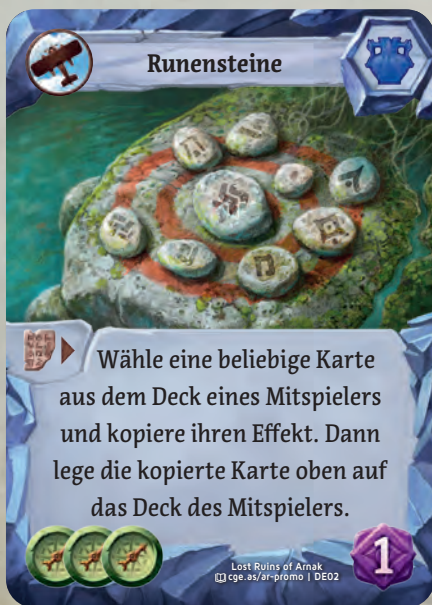 Runensteine
Wähle eine beliebige Karte
aus dem Deck eines Mitspielers
und kopiere ihren Effekt. Dann
lege die kopierte Karte oben auf
das Deck des Mitspielers.
Lost Ruins of Arnak
cge.as/ar-promo | DE02
1